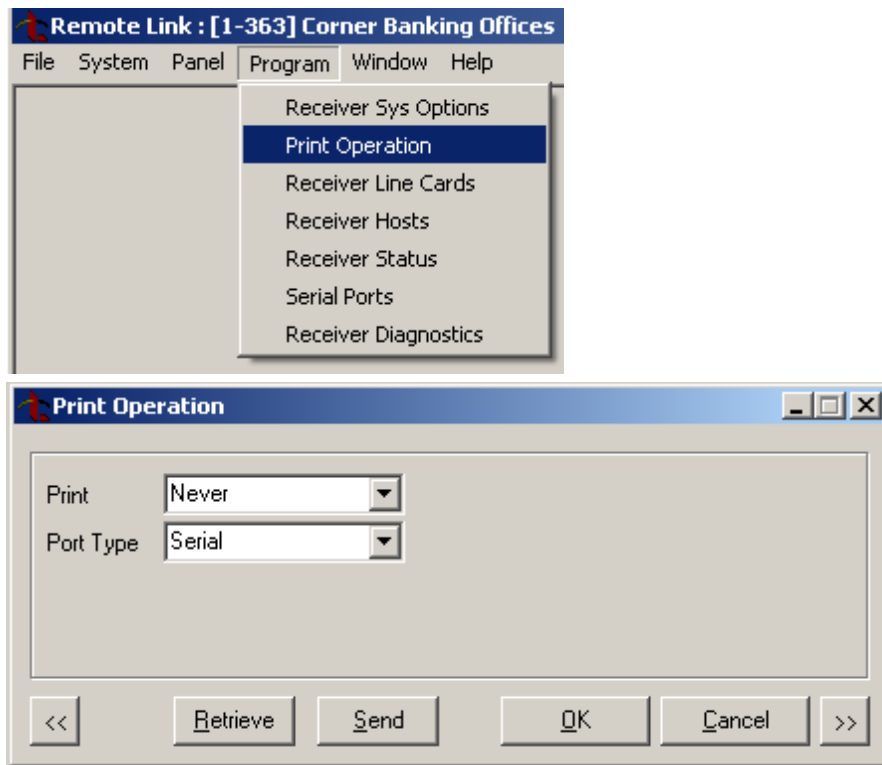 Remote Link : [1-363] Corner Banking Offices
File System Panel Program Window Help
Receiver Sys Options
Print Operation
Receiver Line Cards
Receiver Hosts
Receiver Status
Serial Ports
Receiver Diagnostics
Print Operation
Print Never
Port Type Serial
<< Retrieve Send OK Cancel >>